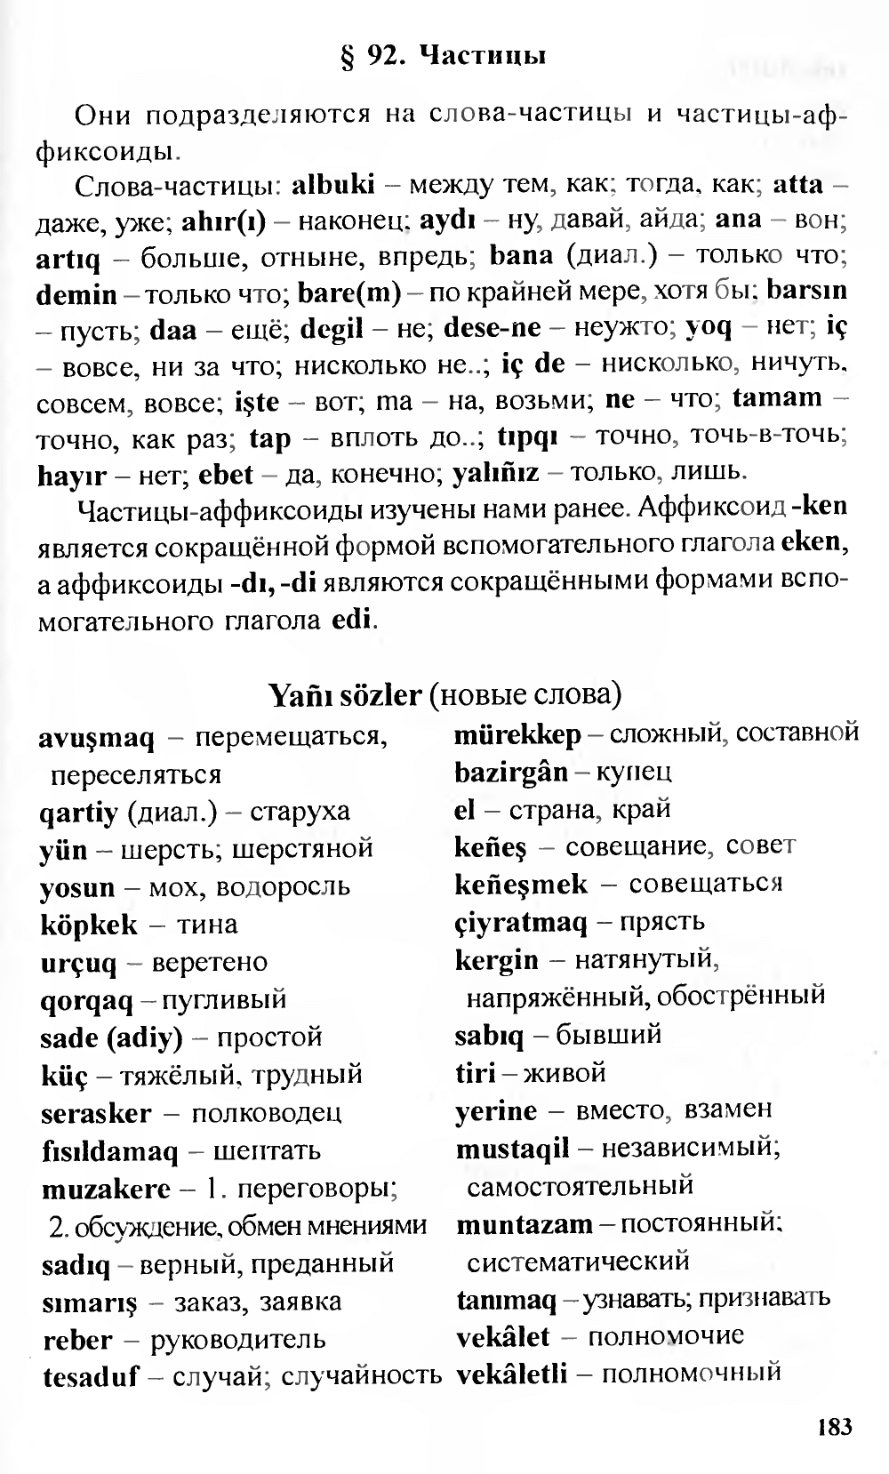 § 92. Частицы
Они подразделяются на слова-частицы и частицы-аф-
фиксоиды.
Слова-частицы: albuki – между тем, как; тогда, как; atta –
даже, уже; ahır(ı) – наконец; aydı – ну, давай, айда; ana – вон;
artıq – больше, отныне, впредь; bana (диал.) – только что;
demin – только что; bare(m) – по крайней мере, хотя бы; barsın
– пусть; daa – ещё; degil – не; dese-ne – неужто; yoq – нет; iç
– вовсе, ни за что; нисколько не..; iç de – нисколько, ничуть,
совсем, вовсе; işte – вот; ma – на, возьми; ne – что; tamam –
точно, как раз; tap – вплоть до..; tıpqı – точно, точь-в-точь;
hayır – нет; ebet – да, конечно; yalıñız – только, лишь.
Частицы-аффиксоиды изучены нами ранее. Аффиксоид -ken
является сокращённой формой вспомогательного глагола eken,
а аффиксоиды -dı, -di являются сокращёнными формами вспо-
могательного глагола edi.
Yañı sözler (новые слова)
avuşmaq – перемещаться,
переселяться
qartiy (диал.) – старуха
yün – шерсть; шерстяной
yosun – мох, водоросль
köpkek – тина
urçuq – веретено
qorqaq – пугливый
sade (adiy) – простой
küç – тяжёлый, трудный
serasker – полководец
fısıldamaq – шептать
muzakere – 1. переговоры;
2. обсуждение, обмен мнениями
sadıq – верный, преданный
sımarış – заказ, заявка
reber – руководитель
tesaduf – случай; случайность
mürekkep – сложный, составной
bazirgân – купец
el – страна, край
keñeş – совещание, совет
keñeşmek – совещаться
çiyratmaq – прясть
kergin – натянутый,
напряжённый, обострённый
sabıq – бывший
tiri – живой
yerine – вместо, взамен
mustaqil – независимый;
самостоятельный
muntazam – постоянный;
систематический
tanımaq – узнавать; признавать
vekâlet – полномочие
vekâletli – полномочный
183